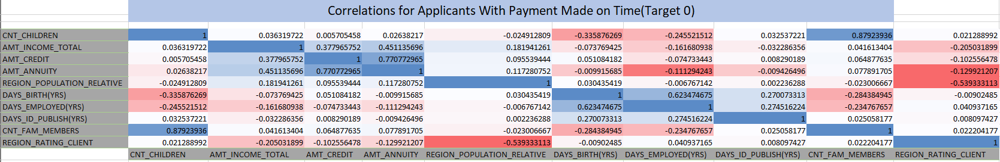 Correlations for Applicants With Payment Made on Time(Target 0)
CNT_CHILDREN 1 0.036319722 0.005705458 0.02638217 -0.024912809 -0.335876269 -0.245521512 0.032537221 0.87923936 0.021288992
AMT_INCOME_TOTAL 0.036319722 1 0.377965752 0.451135696 0.181941261 -0.073769425 -0.161680938 -0.032286356 0.041613404 -0.205031899
AMT_CREDIT 0.005705458 0.377965752 1 0.770772965 0.095539444 0.051084182 -0.074733443 0.008290189 0.064877635 -0.102556478
AMT_ANNUITY 0.02638217 0.451135696 0.770772965 1 0.117280752 -0.009915685 -0.111294243 -0.009426496 0.077891705 -0.129921207
REGION_POPULATION_RELATIVE -0.024912809 0.181941261 0.095539444 0.117280752 1 0.030435419 -0.006767142 0.002236288 -0.023006667 -0.539333113
DAYS_BIRTH(YRS) -0.335876269 -0.073769425 0.051084182 -0.009915685 0.030435419 1 0.623474675 0.270073313 -0.284384945 -0.00902485
DAYS_EMPLOYED(YRS) -0.245521512 -0.161680938 -0.074733443 -0.111294243 -0.006767142 0.623474675 1 0.274516224 -0.234767657 0.040937165
DAYS_ID_PUBLISH(YRS) 0.032537221 -0.032286356 0.008290189 -0.009426496 0.002236288 0.270073313 0.274516224 1 0.025058177 0.008097427
CNT_FAM_MEMBERS 0.87923936 0.041613404 0.064877635 0.077891705 -0.023006667 -0.284384945 -0.234767657 0.025058177 1 0.022204177
REGION_RATING_CLIENT 0.021288992 -0.205031899 -0.102556478 -0.129921207 -0.539333113 -0.00902485 0.040937165 0.008097427 0.022204177 1
CNT_CHILDREN AMT_INCOME_TOTAL AMT_CREDIT AMT_ANNUITY REGION_POPULATION_RELATIVE DAYS_BIRTH(YRS) DAYS_EMPLOYED(YRS) DAYS_ID_PUBLISH(YRS) CNT_FAM_MEMBERS REGION_RATING_CLIENT